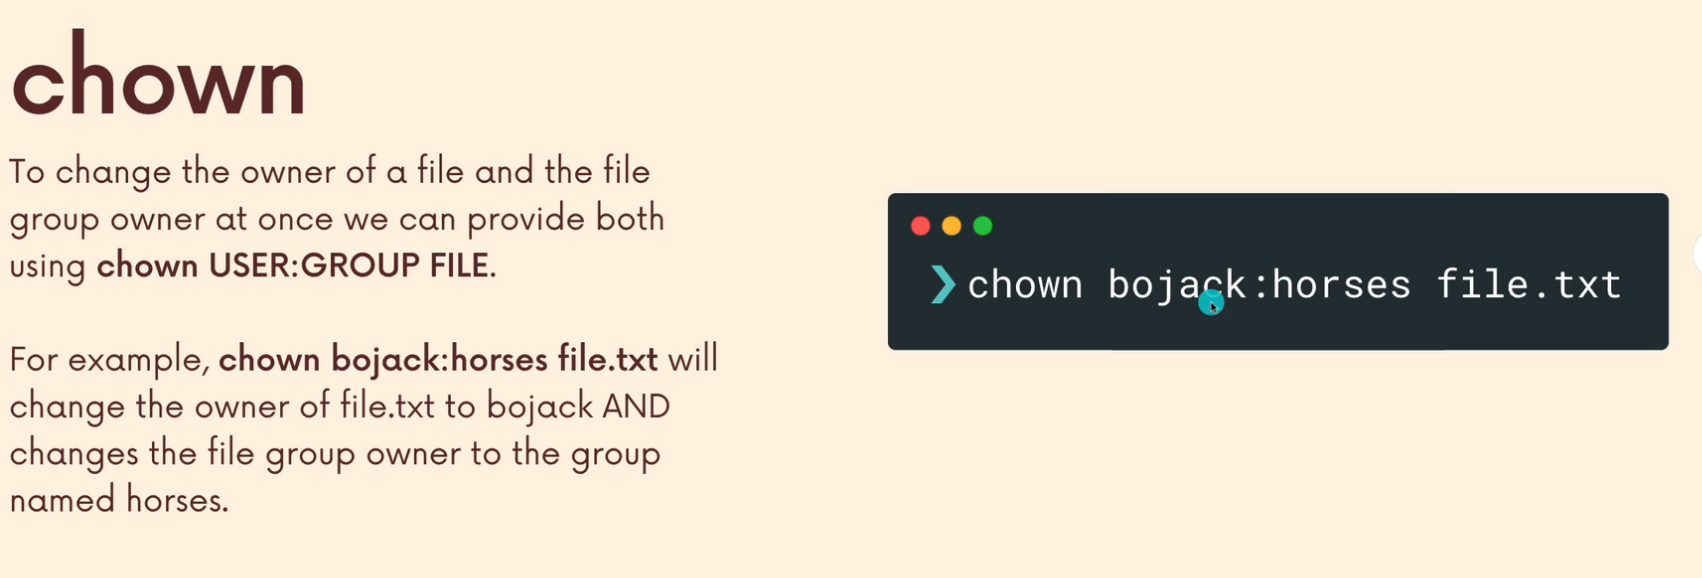 chown
To change the owner of a file and the file
group owner at once we can provide both
using chown USER:GROUP FILE.
For example, chown bojack:horses file.txt will
change the owner of file.txt to bojack AND
changes the file group owner to the group
named horses.
❯ chown bojack:horses file.txt